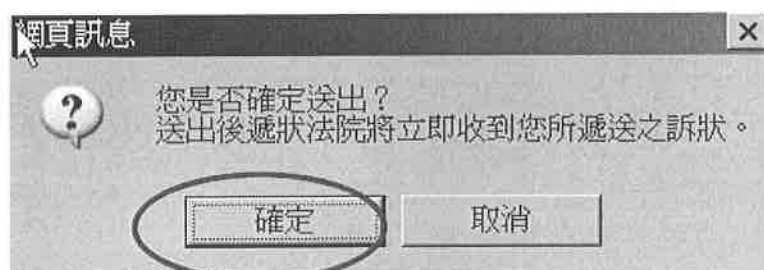 網頁訊息
您是否確定送出？
送出後遞狀法院將立即收到您所遞送之訴狀。
確定
取消